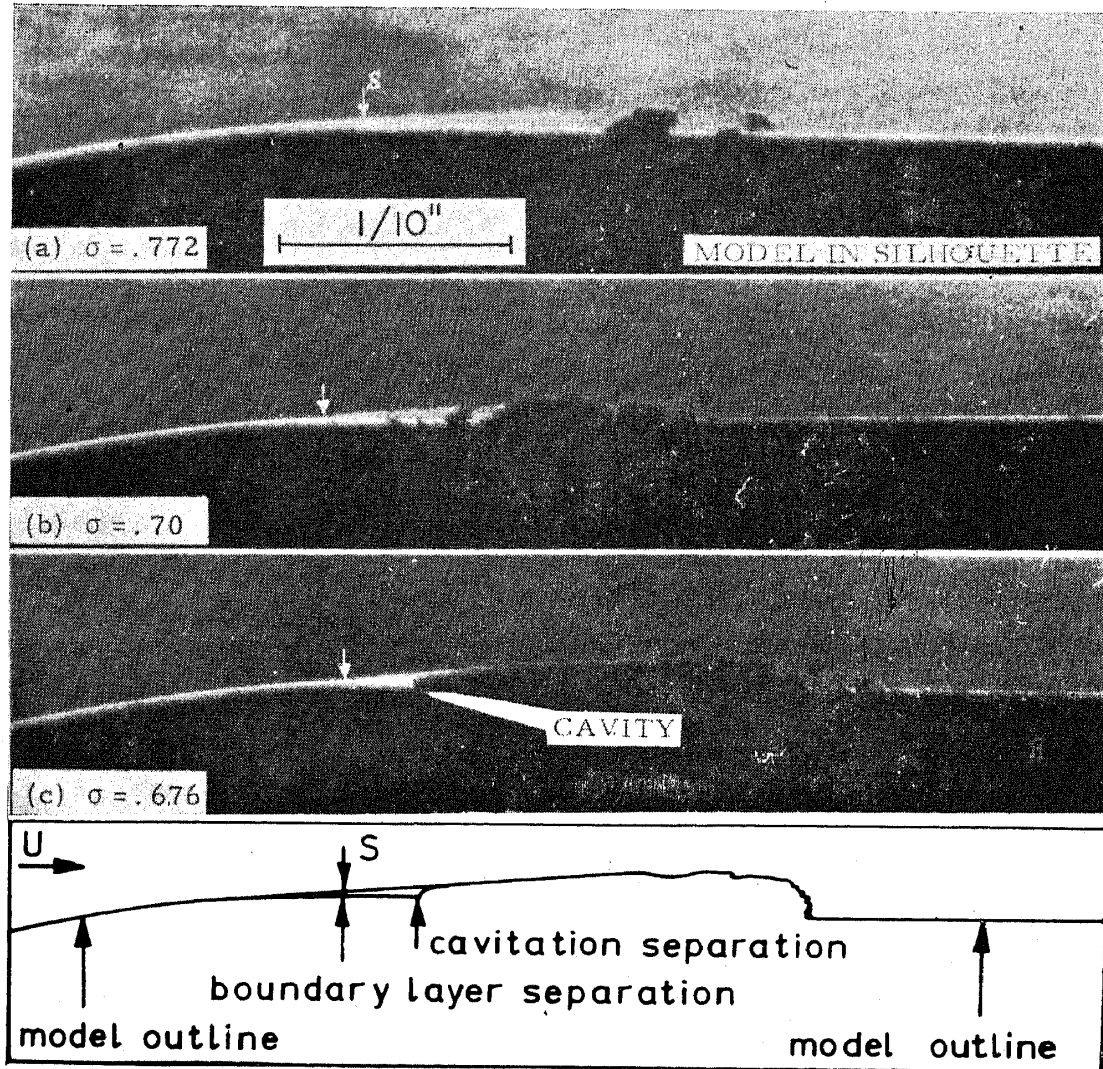 S
1/10"
(a) σ = .772
MODEL IN SILHOUETTE
(b) σ = .70
CAVITY
(c) σ = .676
U
S
cavitation separation
boundary layer separation
model outline
model outline